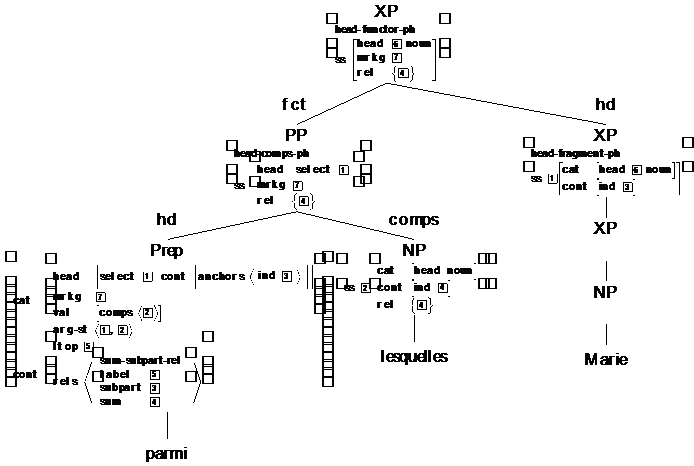 XP
head-functor-ph
head 6 noun
ss mrkg 7
rel {4}
fct hd
PP XP
head-comps-ph head-fragment-ph
head select 1 cat head 6 noun
ss mrkg 7 ss 1 cont ind 3
rel {4}
XP
hd comps
Prep NP
head select 1 cont anchors ⟨ind 3⟩ cat head noun
NP
mrkg 7 ss 2 cont ind 4
cat val comps ⟨2⟩ rel {4}
arg-st ⟨1, 2⟩
ltop 5
lesquelles Marie
sum-subpart-rel
label 5
cont rels subpart 3
sum 4
parmi